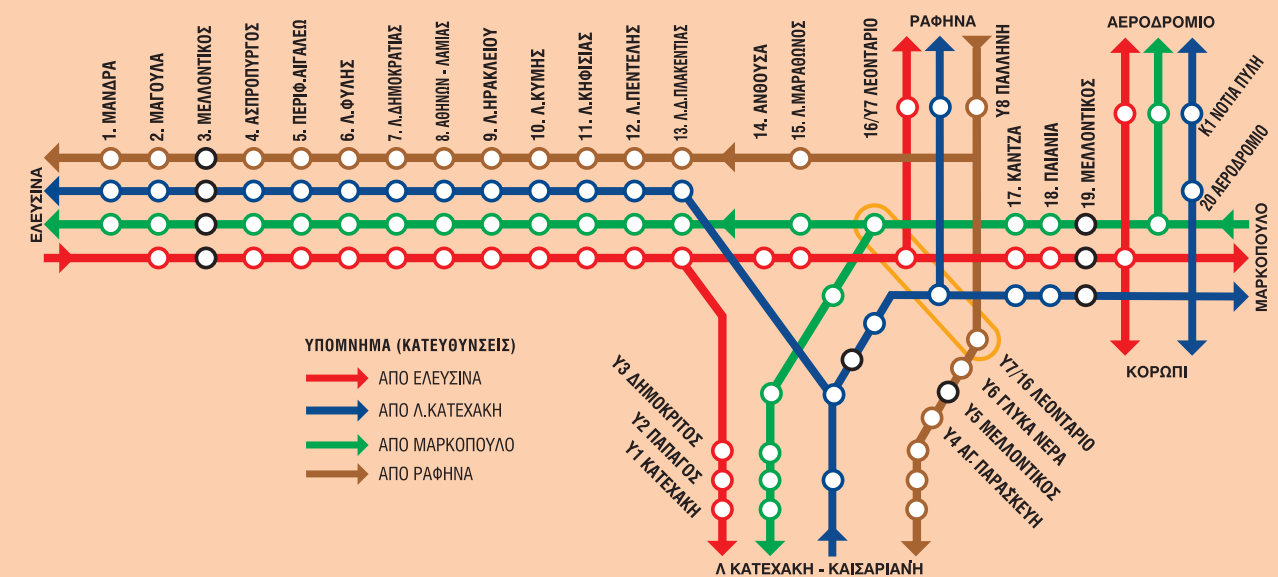 ΡΑΦΗΝΑ
ΑΕΡΟΔΡΟΜΙΟ
1. ΜΑΝΔΡΑ
2. ΜΑΓΟΥΛΑ
3. ΜΕΛΛΟΝΤΙΚΟΣ
4. ΑΣΠΡΟΠΥΡΓΟΣ
5. ΠΕΡΙΦ.ΑΙΓΑΛΕΩ
6. Λ.ΦΥΛΗΣ
7. Λ.ΔΗΜΟΚΡΑΤΙΑΣ
8. ΑΘΗΝΩΝ - ΛΑΜΙΑΣ
9. Λ.ΗΡΑΚΛΕΙΟΥ
10. Λ.ΚΥΜΗΣ
11. Λ.ΚΗΦΙΣΙΑΣ
12. Λ.ΠΕΝΤΕΛΗΣ
13. Λ.Δ.ΠΛΑΚΕΝΤΙΑΣ
14. ΑΝΘΟΥΣΑ
15. Λ.ΜΑΡΑΘΩΝΟΣ
16/Υ7 ΛΕΟΝΤΑΡΙΟ
Υ8 ΠΑΛΛΗΝΗ
17. ΚΑΝΤΖΑ
18. ΠΑΙΑΝΙΑ
19. ΜΕΛΛΟΝΤΙΚΟΣ
Κ1 ΝΟΤΙΑ ΠΥΛΗ
20 ΑΕΡΟΔΡΟΜΙΟ
ΕΛΕΥΣΙΝΑ
ΜΑΡΚΟΠΟΥΛΟ
ΥΠΟΜΝΗΜΑ (ΚΑΤΕΥΘΥΝΣΕΙΣ)
ΑΠΟ ΕΛΕΥΣΙΝΑ
ΑΠΟ Λ.ΚΑΤΕΧΑΚΗ
ΑΠΟ ΜΑΡΚΟΠΟΥΛΟ
ΑΠΟ ΡΑΦΗΝΑ
Υ3 ΔΗΜΟΚΡΙΤΟΣ
Υ2 ΠΑΠΑΓΟΣ
Υ1 ΚΑΤΕΧΑΚΗ
Υ7/16 ΛΕΟΝΤΑΡΙΟ
Υ6 ΓΛΥΚΑ ΝΕΡΑ
Υ5 ΜΕΛΛΟΝΤΙΚΟΣ
Υ4 ΑΓ. ΠΑΡΑΣΚΕΥΗ
ΚΟΡΩΠΙ
Λ ΚΑΤΕΧΑΚΗ - ΚΑΙΣΑΡΙΑΝΗ